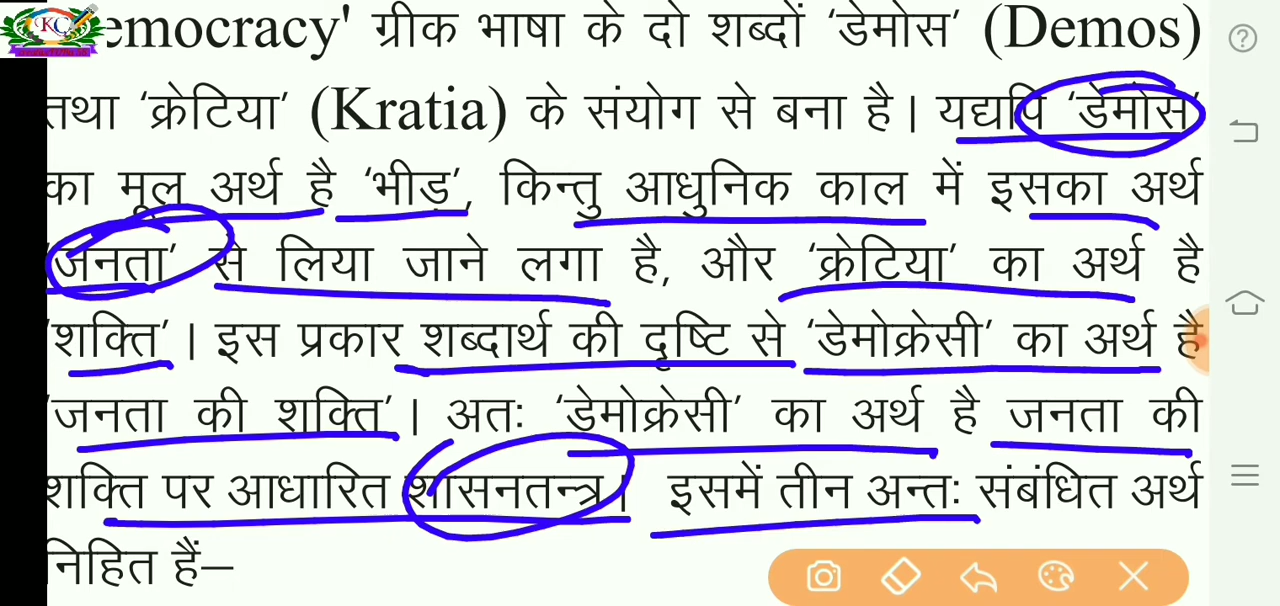 emocracy' ग्रीक भाषा के दो शब्दों ‘डेमोस’ (Demos)
तथा ‘क्रेटिया’ (Kratia) के संयोग से बना है। यद्यपि ‘डेमोस’
का मूल अर्थ है ‘भीड़’, किन्तु आधुनिक काल में इसका अर्थ
‘जनता’ से लिया जाने लगा है, और ‘क्रेटिया’ का अर्थ है
‘शक्ति’। इस प्रकार शब्दार्थ की दृष्टि से ‘डेमोक्रेसी’ का अर्थ है
‘जनता की शक्ति’। अतः ‘डेमोक्रेसी’ का अर्थ है जनता की
शक्ति पर आधारित शासनतन्त्र। इसमें तीन अन्तः संबंधित अर्थ
निहित हैं–
KC